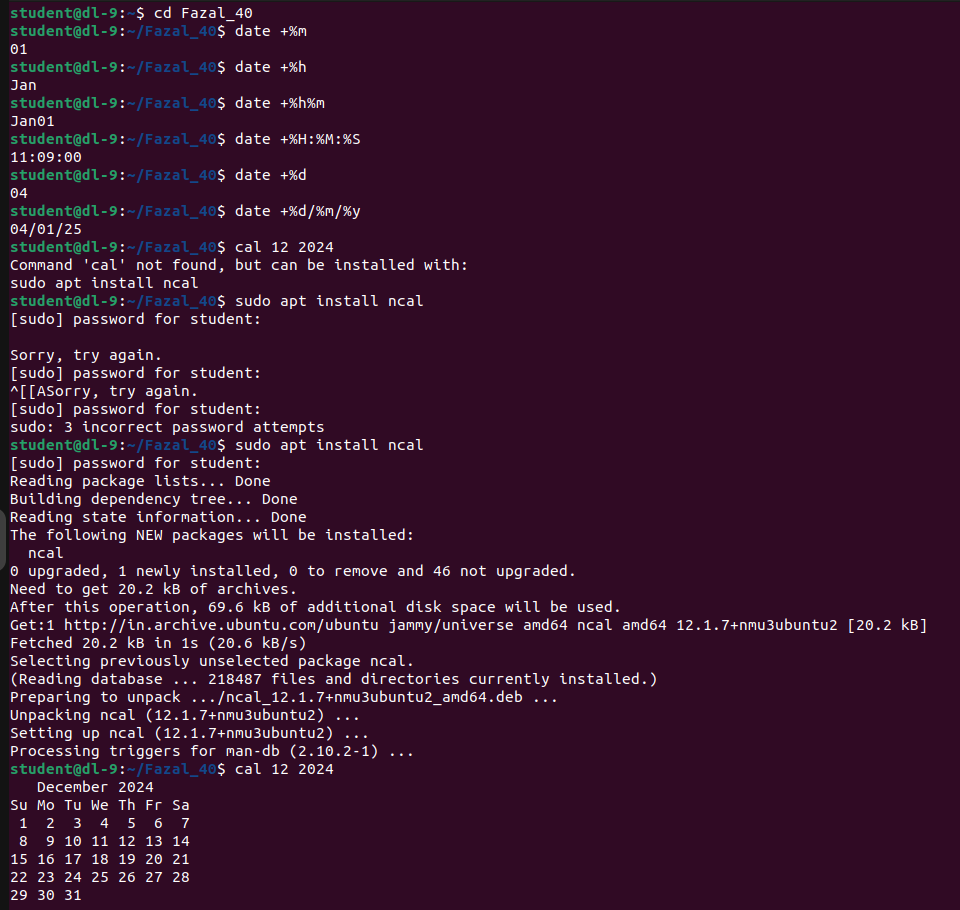 student@dl-9:~$ cd Fazal_40
student@dl-9:~/Fazal_40$ date +%m
01
student@dl-9:~/Fazal_40$ date +%h
Jan
student@dl-9:~/Fazal_40$ date +%h%m
Jan01
student@dl-9:~/Fazal_40$ date +%H:%M:%S
11:09:00
student@dl-9:~/Fazal_40$ date +%d
04
student@dl-9:~/Fazal_40$ date +%d/%m/%y
04/01/25
student@dl-9:~/Fazal_40$ cal 12 2024
Command 'cal' not found, but can be installed with:
sudo apt install ncal
student@dl-9:~/Fazal_40$ sudo apt install ncal
[sudo] password for student:

Sorry, try again.
[sudo] password for student:
^[[ASorry, try again.
[sudo] password for student:
sudo: 3 incorrect password attempts
student@dl-9:~/Fazal_40$ sudo apt install ncal
[sudo] password for student:
Reading package lists... Done
Building dependency tree... Done
Reading state information... Done
The following NEW packages will be installed:
  ncal
0 upgraded, 1 newly installed, 0 to remove and 46 not upgraded.
Need to get 20.2 kB of archives.
After this operation, 69.6 kB of additional disk space will be used.
Get:1 http://in.archive.ubuntu.com/ubuntu jammy/universe amd64 ncal amd64 12.1.7+nmu3ubuntu2 [20.2 kB]
Fetched 20.2 kB in 1s (20.6 kB/s)
Selecting previously unselected package ncal.
(Reading database ... 218487 files and directories currently installed.)
Preparing to unpack .../ncal_12.1.7+nmu3ubuntu2_amd64.deb ...
Unpacking ncal (12.1.7+nmu3ubuntu2) ...
Setting up ncal (12.1.7+nmu3ubuntu2) ...
Processing triggers for man-db (2.10.2-1) ...
student@dl-9:~/Fazal_40$ cal 12 2024
   December 2024
Su Mo Tu We Th Fr Sa
 1  2  3  4  5  6  7
 8  9 10 11 12 13 14
15 16 17 18 19 20 21
22 23 24 25 26 27 28
29 30 31